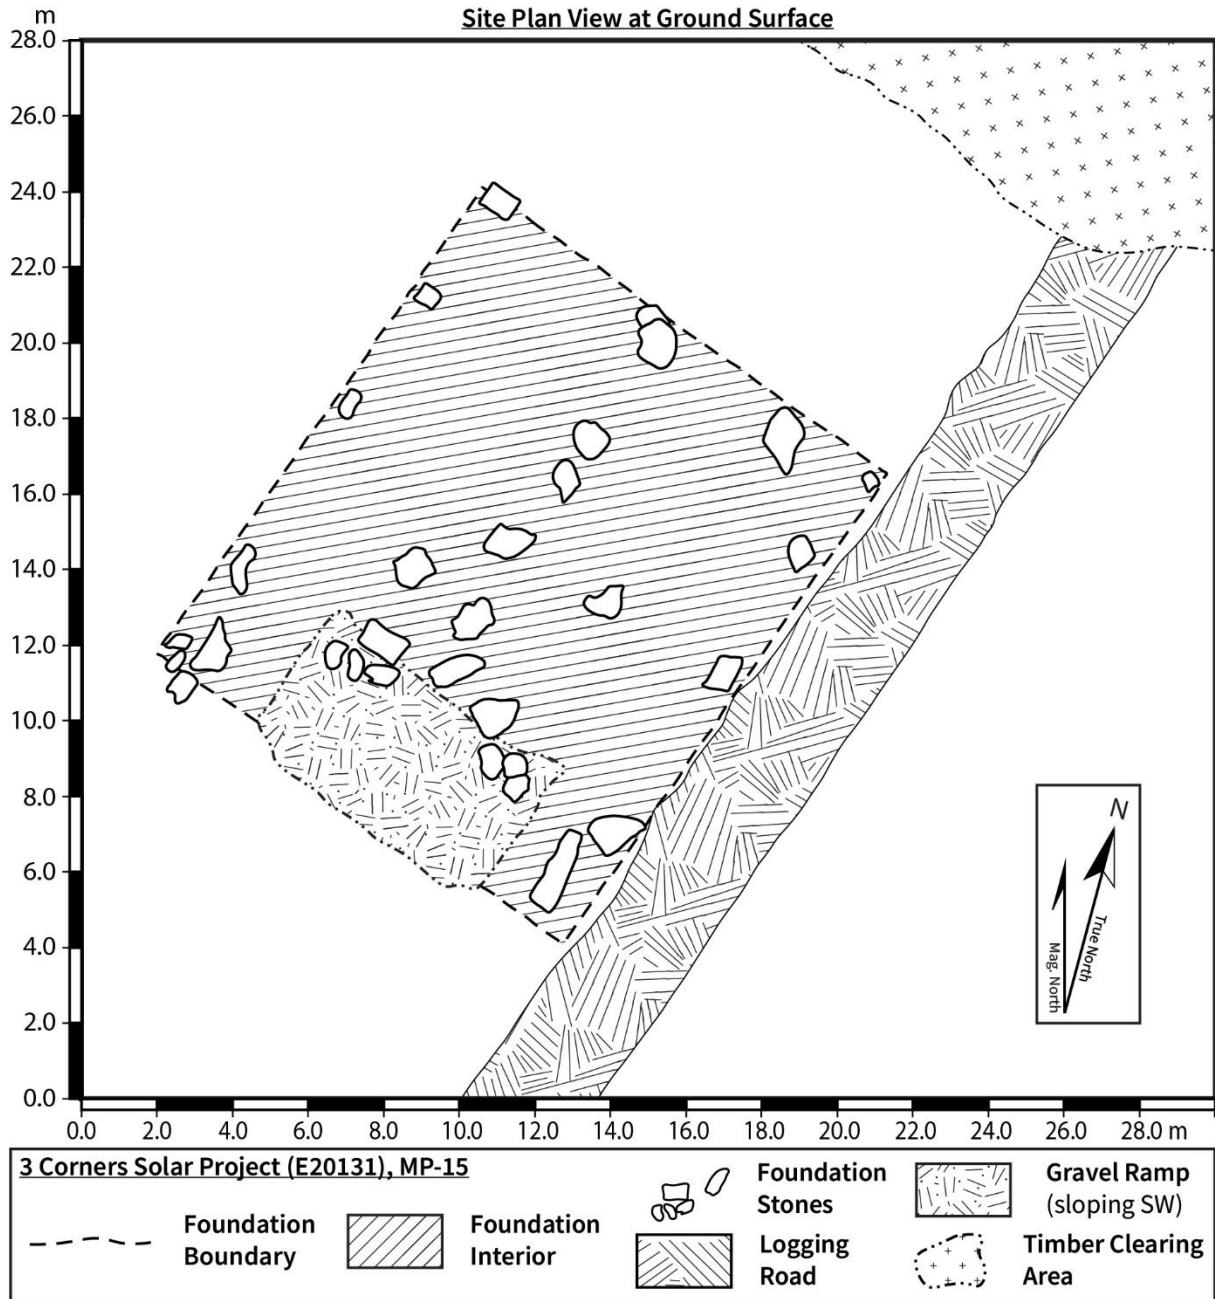 Site Plan View at Ground Surface
m
28.0
26.0
24.0
22.0
20.0
18.0
16.0
14.0
12.0
10.0
8.0
6.0
4.0
2.0
0.0
N
True North
Mag. North
0.0 2.0 4.0 6.0 8.0 10.0 12.0 14.0 16.0 18.0 20.0 22.0 24.0 26.0 28.0 m
3 Corners Solar Project (E20131), MP-15
Foundation
Boundary
Foundation
Interior
Foundation
Stones
Logging
Road
Gravel Ramp
(sloping SW)
Timber Clearing
Area